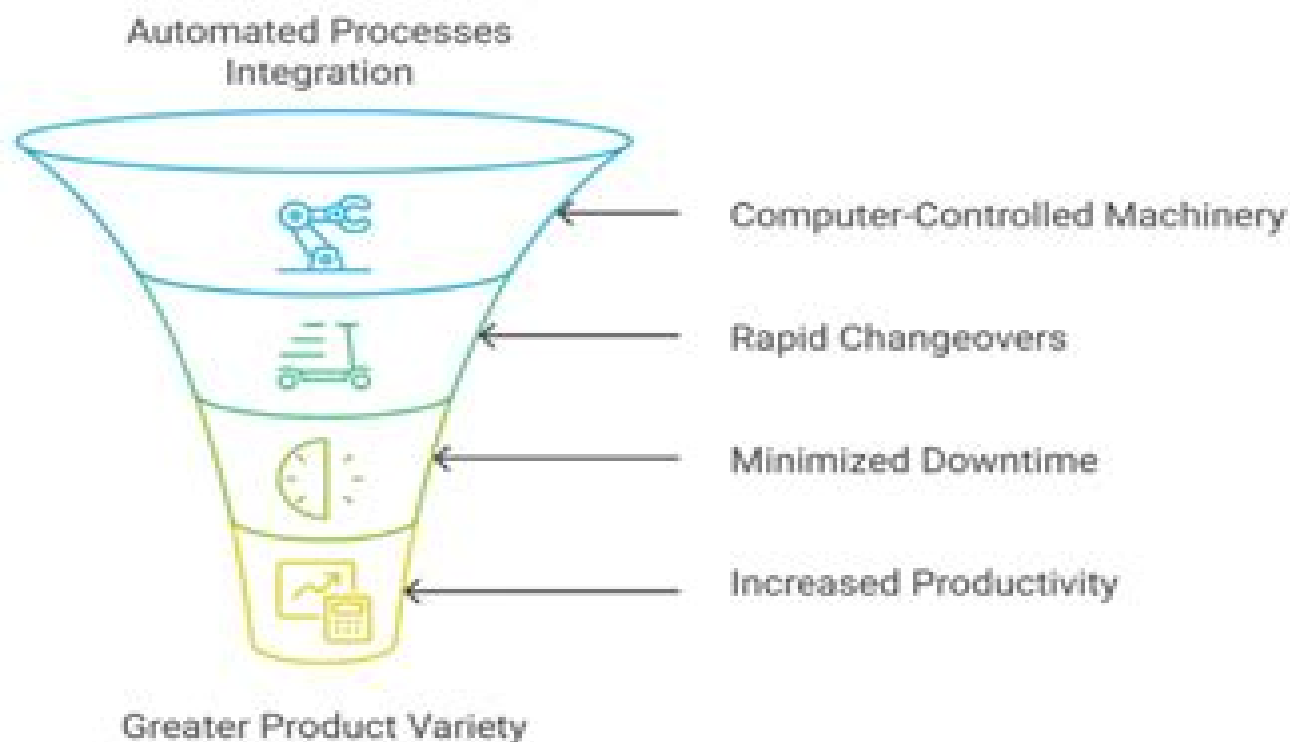 Automated Processes
Integration
Computer-Controlled Machinery
Rapid Changeovers
Minimized Downtime
Increased Productivity
Greater Product Variety